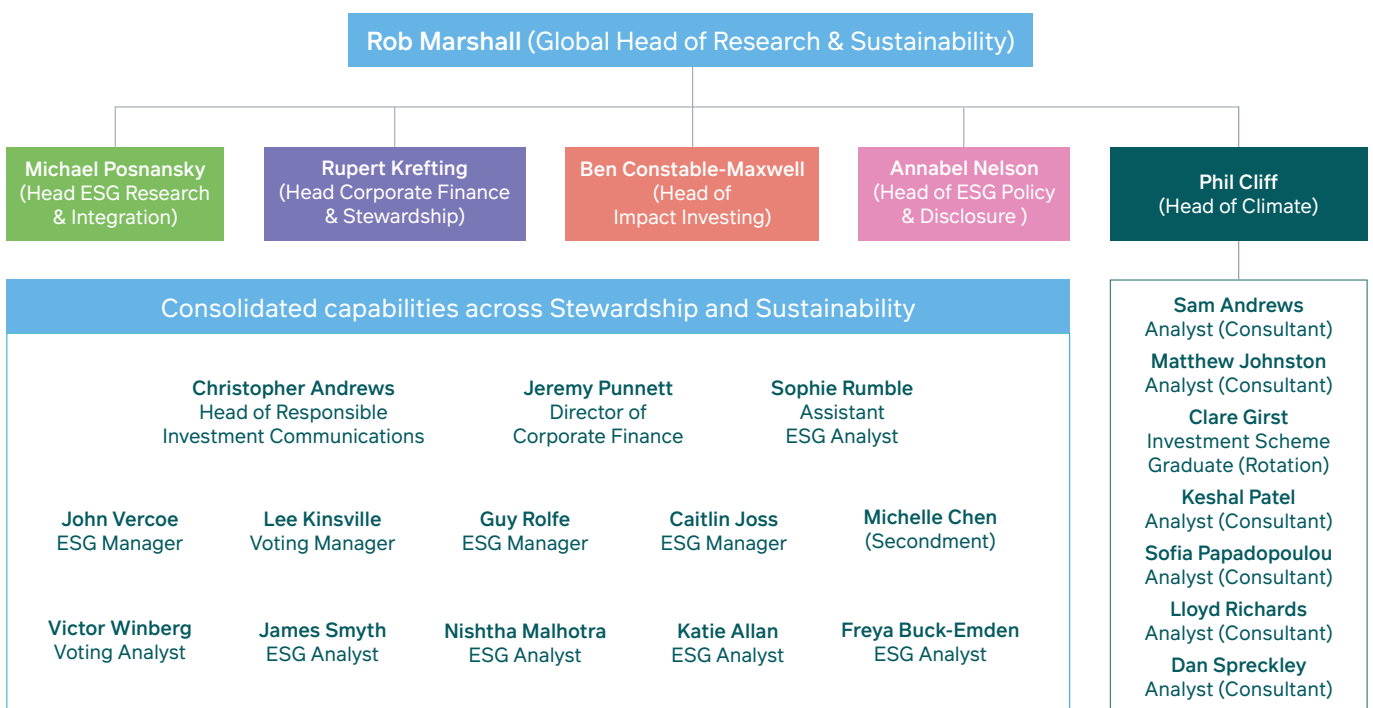 Rob Marshall (Global Head of Research & Sustainability)
Michael Posnansky
(Head ESG Research
& Integration)
Rupert Krefting
(Head Corporate Finance
& Stewardship)
Ben Constable-Maxwell
(Head of
Impact Investing)
Annabel Nelson
(Head of ESG Policy
& Disclosure )
Phil Cliff
(Head of Climate)
Consolidated capabilities across Stewardship and Sustainability
Christopher Andrews
Head of Responsible
Investment Communications
Jeremy Punnett
Director of
Corporate Finance
Sophie Rumble
Assistant
ESG Analyst
John Vercoe
ESG Manager
Lee Kinsville
Voting Manager
Guy Rolfe
ESG Manager
Caitlin Joss
ESG Manager
Michelle Chen
(Secondment)
Victor Winberg
Voting Analyst
James Smyth
ESG Analyst
Nishtha Malhotra
ESG Analyst
Katie Allan
ESG Analyst
Freya Buck-Emden
ESG Analyst
Sam Andrews
Analyst (Consultant)
Matthew Johnston
Analyst (Consultant)
Clare Girst
Investment Scheme
Graduate (Rotation)
Keshal Patel
Analyst (Consultant)
Sofia Papadopoulou
Analyst (Consultant)
Lloyd Richards
Analyst (Consultant)
Dan Spreckley
Analyst (Consultant)